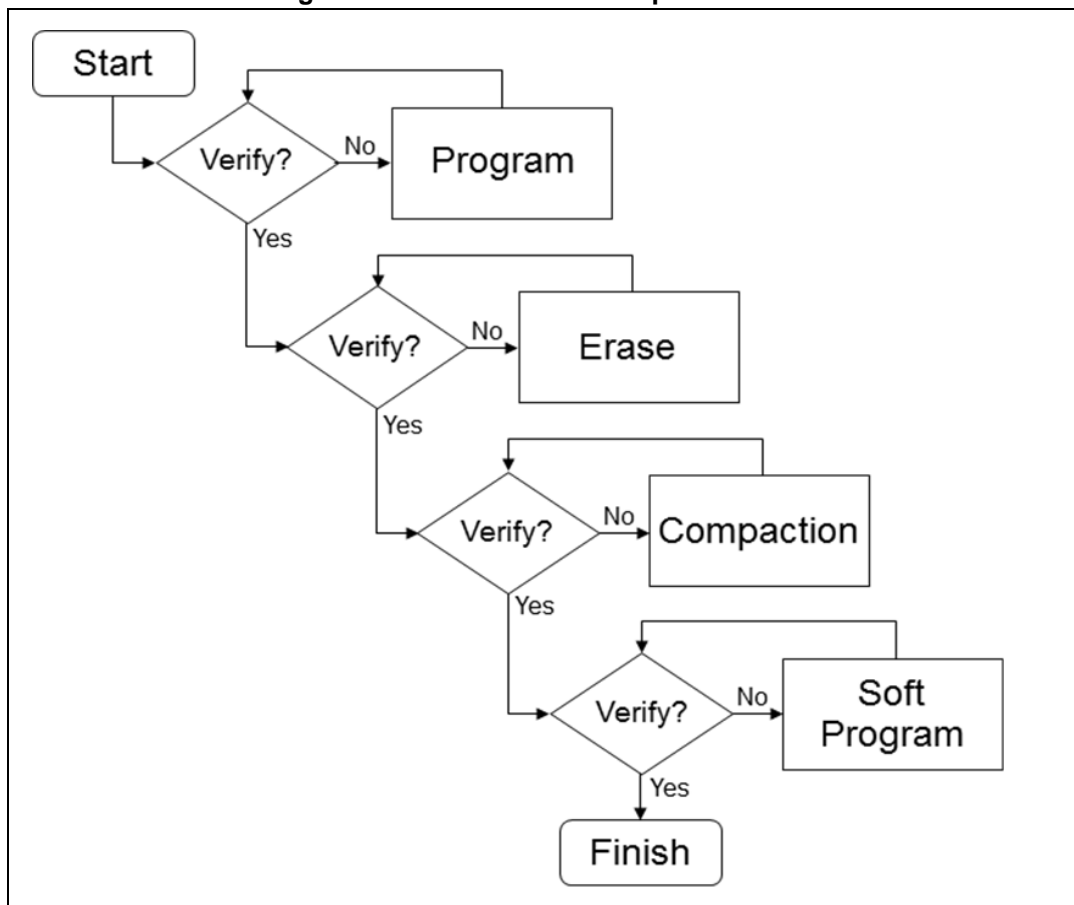 Start
Verify?
No
Program
Yes
Verify?
No
Erase
Yes
Verify?
No
Compaction
Yes
Verify?
No
Soft
Program
Yes
Finish